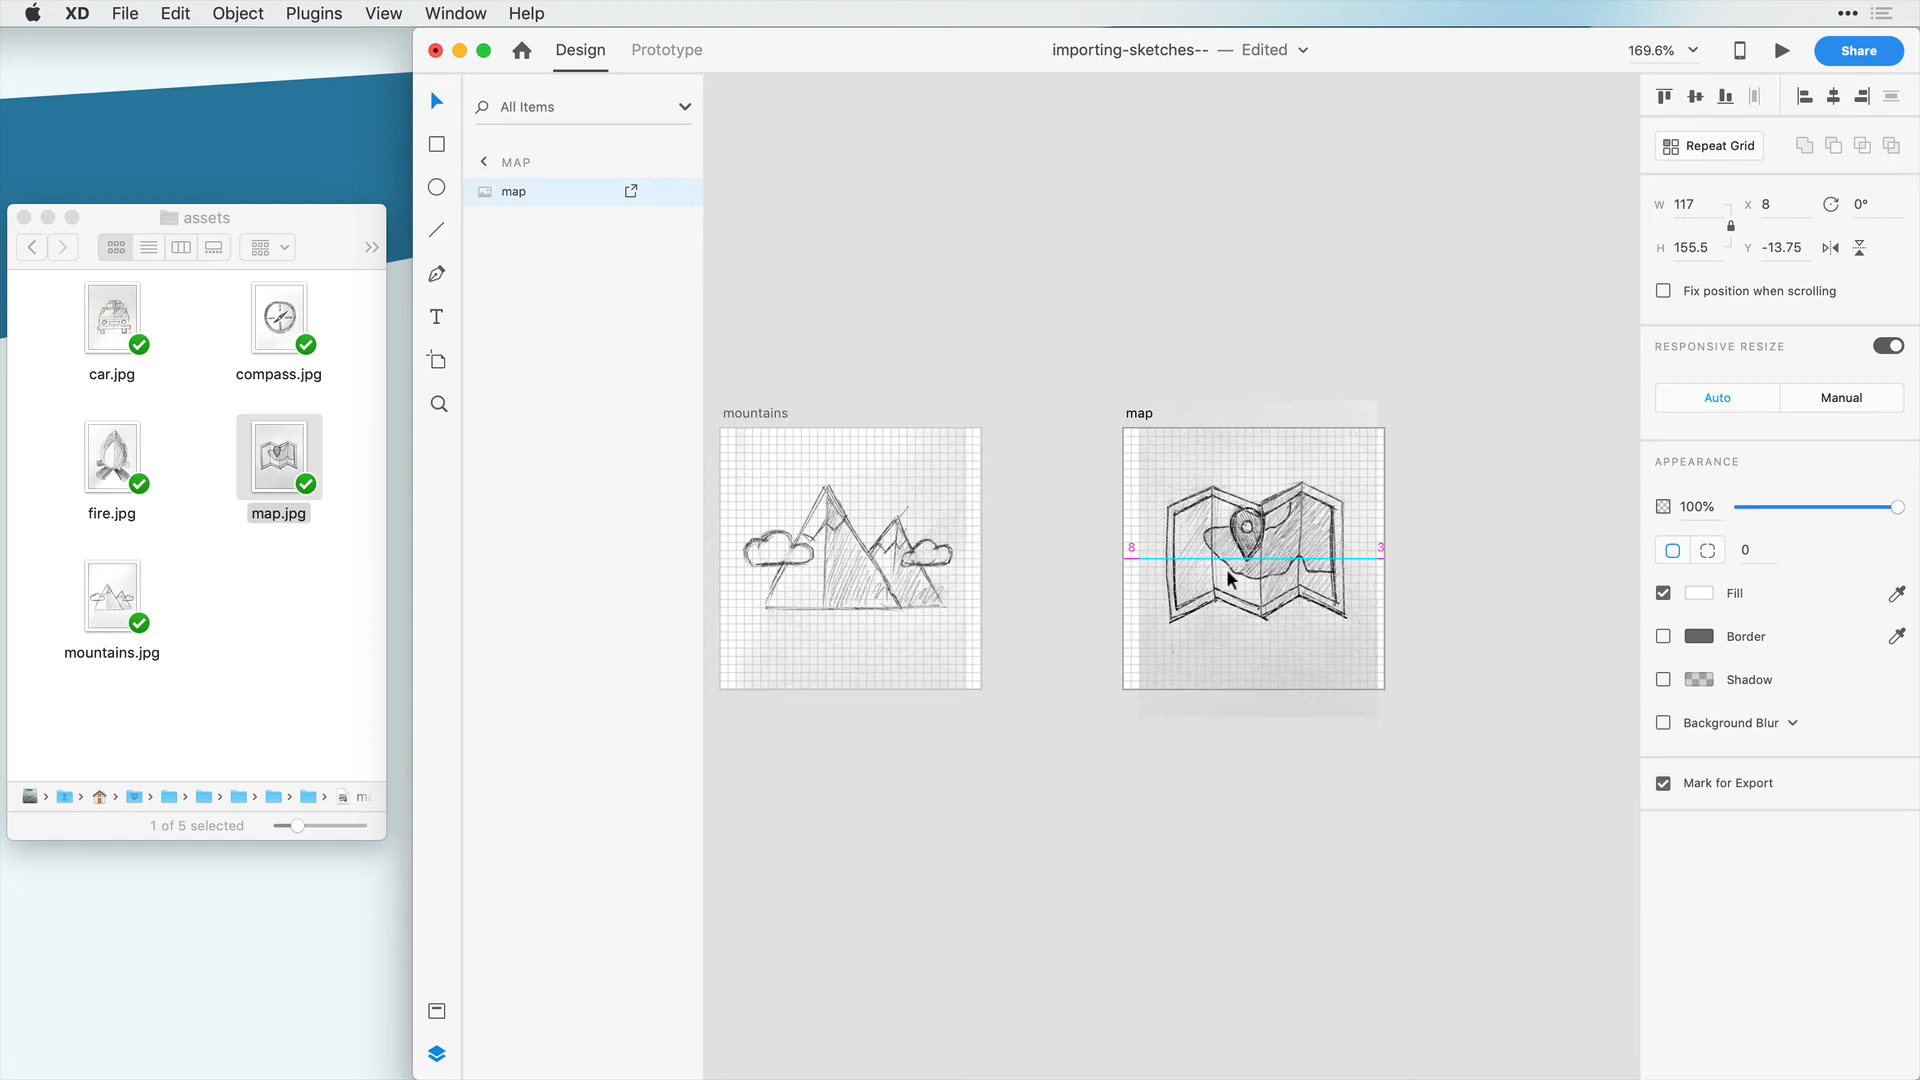 XD File Edit Object Plugins View Window Help
Design Prototype
importing-sketches-- — Edited
169.6%
Share
All Items
MAP
map
assets
car.jpg
compass.jpg
fire.jpg
map.jpg
mountains.jpg
1 of 5 selected
mountains
map
8
3
Repeat Grid
W 117 X 8 0°
H 155.5 Y -13.75
Fix position when scrolling
RESPONSIVE RESIZE
Auto Manual
APPEARANCE
100%
0
Fill
Border
Shadow
Background Blur
Mark for Export